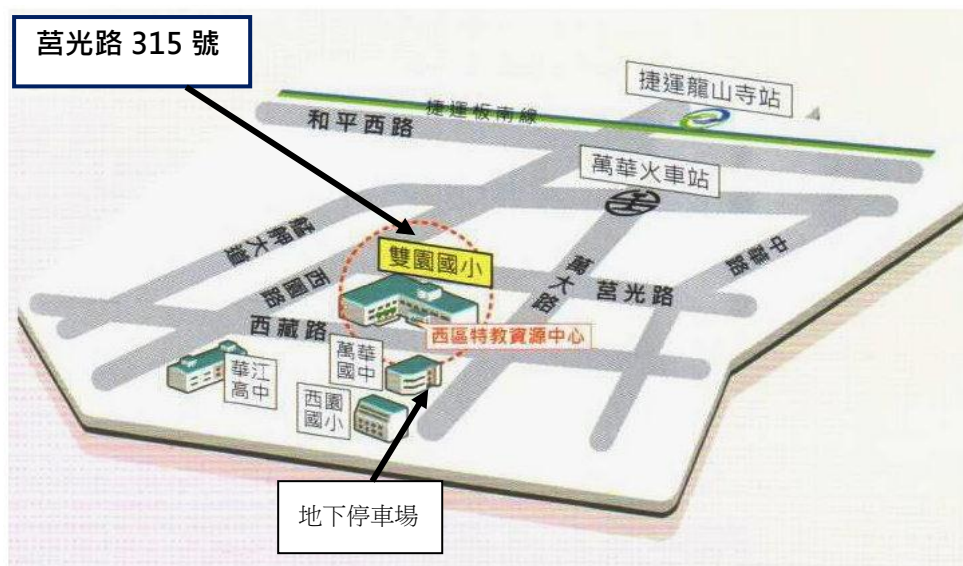 莒光路 315 號
捷運龍山寺站
捷運板南線
和平西路
萬華火車站
艋舺大道
西園路
雙園國小
萬大路
莒光路
中華路
西藏路
西區特教資源中心
萬華
國中
華江
高中
西園
國小
地下停車場